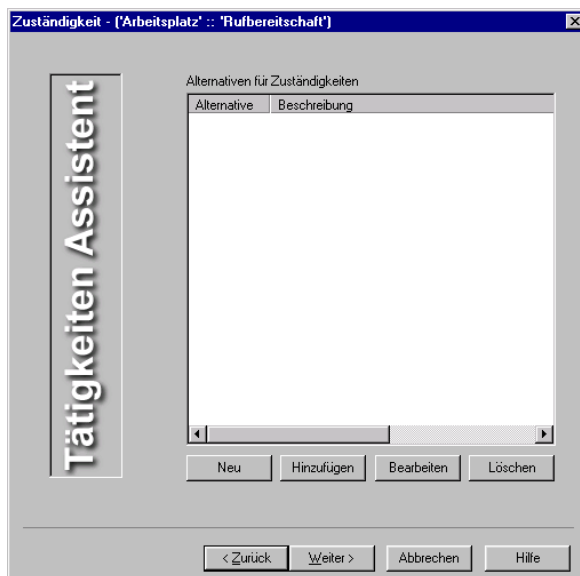 Zuständigkeit - ('Arbeitsplatz' :: 'Rufbereitschaft')
Tätigkeiten Assistent
Alternativen für Zuständigkeiten
Alternative Beschreibung
Neu Hinzufügen Bearbeiten Löschen
< Zurück Weiter > Abbrechen Hilfe